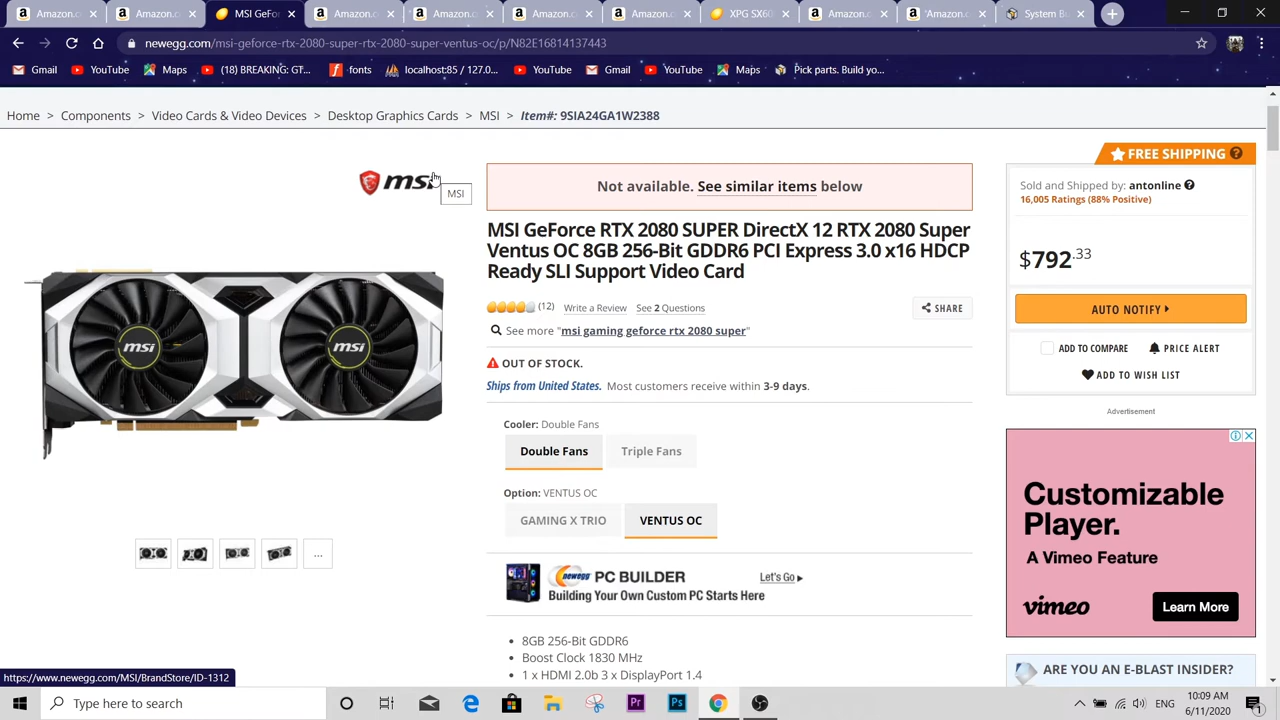 Amazon
Amazon
MSI GeF
Amazon
Amazon
Amazon
Amazon
XPG SX6
Amazon
"Amazon
System Bu
newegg.com/msi-geforce-rtx-2080-super-rtx-2080-super-ventus-oc/p/N82E16814137443
Gmail
YouTube
Maps
(18) BREAKING: GT...
-fonts
localhost:85 / 127.0...
YouTube
Gmail
YouTube
Maps
Pick parts. Build yo...
Home > Components > Video Cards & Video Devices > Desktop Graphics Cards > MSI > Item#: 9SIA24GA1W2388
msi
MSI
msi
msi
...
Not available. See similar items below
MSI GeForce RTX 2080 SUPER DirectX 12 RTX 2080 Super
Ventus OC 8GB 256-Bit GDDR6 PCI Express 3.0 x16 HDCP
Ready SLI Support Video Card
(12) Write a Review See 2 Questions
SHARE
See more "msi gaming geforce rtx 2080 super"
OUT OF STOCK.
Ships from United States. Most customers receive within 3-9 days.
Cooler: Double Fans
Double Fans
Triple Fans
Option: VENTUS OC
GAMING X TRIO
VENTUS OC
newegg PC BUILDER
Let's Go
Building Your Own Custom PC Starts Here
• 8GB 256-Bit GDDR6
• Boost Clock 1830 MHz
• 1 x HDMI 2.0b 3 x DisplayPort 1.4
FREE SHIPPING ?
Sold and Shipped by: antonline ?
16,005 Ratings (88% Positive)
$792.33
AUTO NOTIFY
ADD TO COMPARE
PRICE ALERT
ADD TO WISH LIST
Advertisement
Customizable
Player.
A Vimeo Feature
vimeo
Learn More
ARE YOU AN E-BLAST INSIDER?
https://www.newegg.com/MSI/BrandStore/ID-1312
Type here to search
Pr
Ps
ENG
10:09 AM
6/11/2020
1